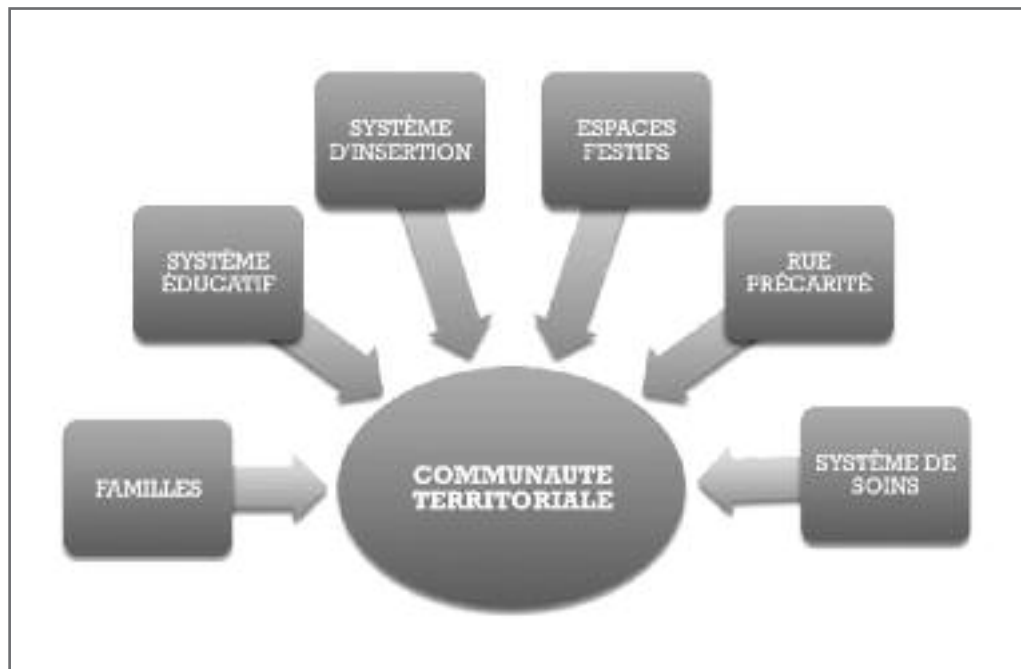 SYSTÈME
D'INSERTION
ESPACES
FESTIFS
SYSTÈME
ÉDUCATIF
RUE
PRÉCARITÉ
FAMILLES
COMMUNAUTE
TERRITORIALE
SYSTÈME DE
SOINS